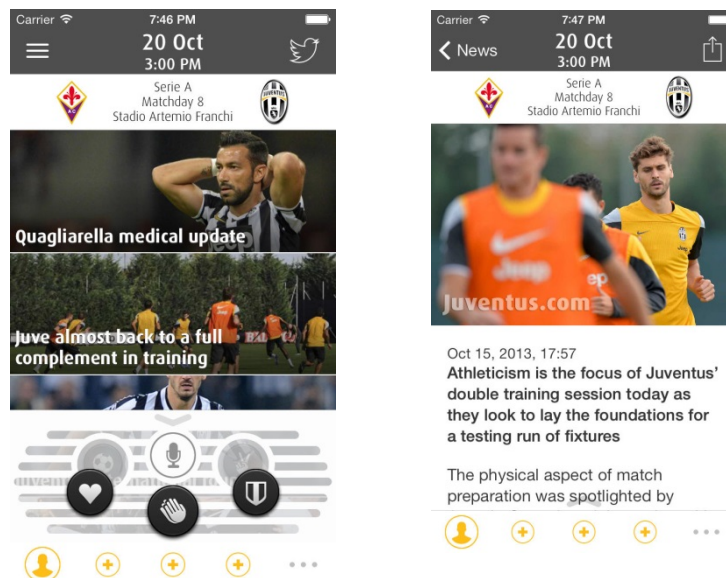 Carrier 7:46 PM
20 Oct
3:00 PM
Serie A
Matchday 8
Stadio Artemio Franchi
Quagliarella medical update
Juve almost back to a full
complement in training
Carrier 7:47 PM
News
20 Oct
3:00 PM
Serie A
Matchday 8
Stadio Artemio Franchi
Jeep
Juventus.com
Oct 15, 2013, 17:57
Athleticism is the focus of Juventus'
double training session today as
they look to lay the foundations for
a testing run of fixtures
The physical aspect of match
preparation was spotlighted by